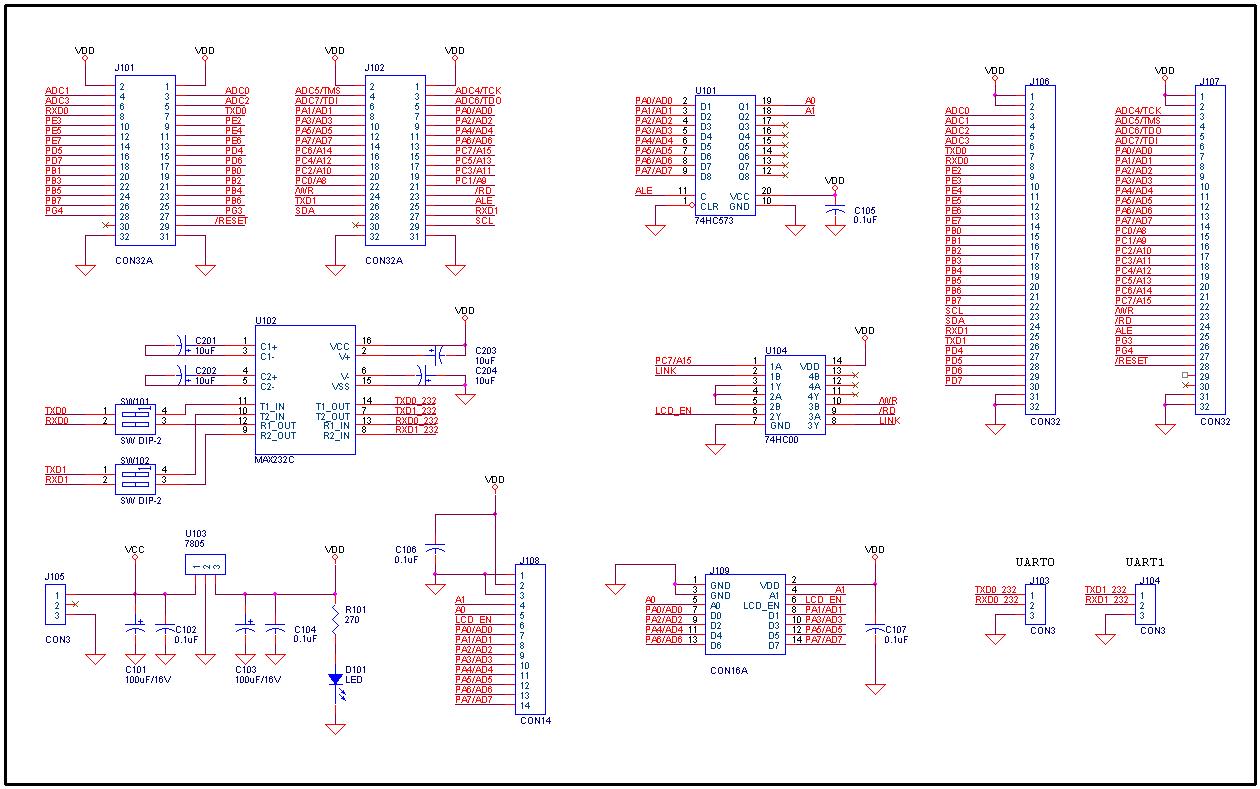 VDD VDD
J101
2 1
ADC1 4 3 ADC0
ADC3 6 5 ADC2
RXD0 8 7 TXD0
PE3 10 9 PE2
PE5 12 11 PE4
PE7 14 13 PE6
PD5 16 15 PD4
PD7 18 17 PD6
PB1 20 19 PB0
PB3 22 21 PB2
PB5 24 23 PB4
PB7 26 25 PB6
PG4 28 27 PG3
30 29 /RESET
32 31
CON32A
VDD VDD
J102
2 1
ADC5/TMS 4 3 ADC4/TCK
ADC7/TDI 6 5 ADC6/TDO
PA1/AD1 8 7 PA0/AD0
PA3/AD3 10 9 PA2/AD2
PA5/AD5 12 11 PA4/AD4
PA7/AD7 14 13 PA6/AD6
PC6/A14 16 15 PC7/A15
PC4/A12 18 17 PC5/A13
PC2/A10 20 19 PC3/A11
PC0/A8 22 21 PC1/A9
/WR 24 23 /RD
TXD1 26 25 ALE
SDA 28 27 RXD1
30 29 SCL
32 31
CON32A
U101
PA0/AD0 2 D1 Q1 19 A0
PA1/AD1 3 D2 Q2 18 A1
PA2/AD2 4 D3 Q3 17
PA3/AD3 5 D4 Q4 16
PA4/AD4 6 D5 Q5 15
PA5/AD5 7 D6 Q6 14
PA6/AD6 8 D7 Q7 13
PA7/AD7 9 D8 Q8 12
ALE 11 C VCC 20
1 CLR GND 10
74HC573
VDD
C105
0.1uF
VDD
J106
1
2
ADC0 3
ADC1 4
ADC2 5
ADC3 6
TXD0 7
RXD0 8
PE2 9
PE3 10
PE4 11
PE5 12
PE6 13
PE7 14
PB0 15
PB1 16
PB2 17
PB3 18
PB4 19
PB5 20
PB6 21
PB7 22
SCL 23
SDA 24
RXD1 25
TXD1 26
PD4 27
PD5 28
PD6 29
PD7 30
31
32
CON32
VDD
J107
1
2
ADC4/TCK 3
ADC5/TMS 4
ADC6/TDO 5
ADC7/TDI 6
PA0/AD0 7
PA1/AD1 8
PA2/AD2 9
PA3/AD3 10
PA4/AD4 11
PA5/AD5 12
PA6/AD6 13
PA7/AD7 14
PC0/A8 15
PC1/A9 16
PC2/A10 17
PC3/A11 18
PC4/A12 19
PC5/A13 20
PC6/A14 21
PC7/A15 22
/WR 23
/RD 24
ALE 25
PG3 26
PG4 27
/RESET 28
29
30
31
32
CON32
U102
VDD
C201
10uF
C202
10uF
1 C1+ VCC 16
3 C1- V+ 2
4 C2+ V- 6
5 C2- VSS 15
11 T1_IN T1_OUT 14 TXD0_232
10 T2_IN T2_OUT 7 TXD1_232
12 R1_OUT R1_IN 13 RXD0_232
9 R2_OUT R2_IN 8 RXD1_232
MAX232C
C203
10uF
C204
10uF
SW101
TXD0 1 4
RXD0 2 3
SW DIP-2
SW102
TXD1 1 4
RXD1 2 3
SW DIP-2
VDD
U104
PC7/A15 1 1A VDD 14
LINK 2 1B 4B 13
3 1Y 4A 12
4 2A 4Y 11
5 2B 3B 10 /WR
LCD_EN 6 2Y 3A 9 /RD
7 GND 3Y 8 LINK
74HC00
J105
1
2
3
CON3
VCC
U103
7805
1 2 3
VDD
C101
100uF/16V
C102
0.1uF
C103
100uF/16V
C104
0.1uF
R101
270
D101
LED
VDD
C106
0.1uF
J108
1
2
3
A1 4
A0 5
LCD_EN 6
PA0/AD0 7
PA1/AD1 8
PA2/AD2 9
PA3/AD3 10
PA4/AD4 11
PA5/AD5 12
PA6/AD6 13
PA7/AD7 14
CON14
VDD
J109
1 GND VDD 2
3 GND A1 4 A1
A0 5 A0 LCD_EN 6 LCD_EN
PA0/AD0 7 D0 D1 8 PA1/AD1
PA2/AD2 9 D2 D3 10 PA3/AD3
PA4/AD4 11 D4 D5 12 PA5/AD5
PA6/AD6 13 D6 D7 14 PA7/AD7
CON16A
C107
0.1uF
UART0
J103
TXD0_232 1
RXD0_232 2
3
CON3
UART1
J104
TXD1_232 1
RXD1_232 2
3
CON3